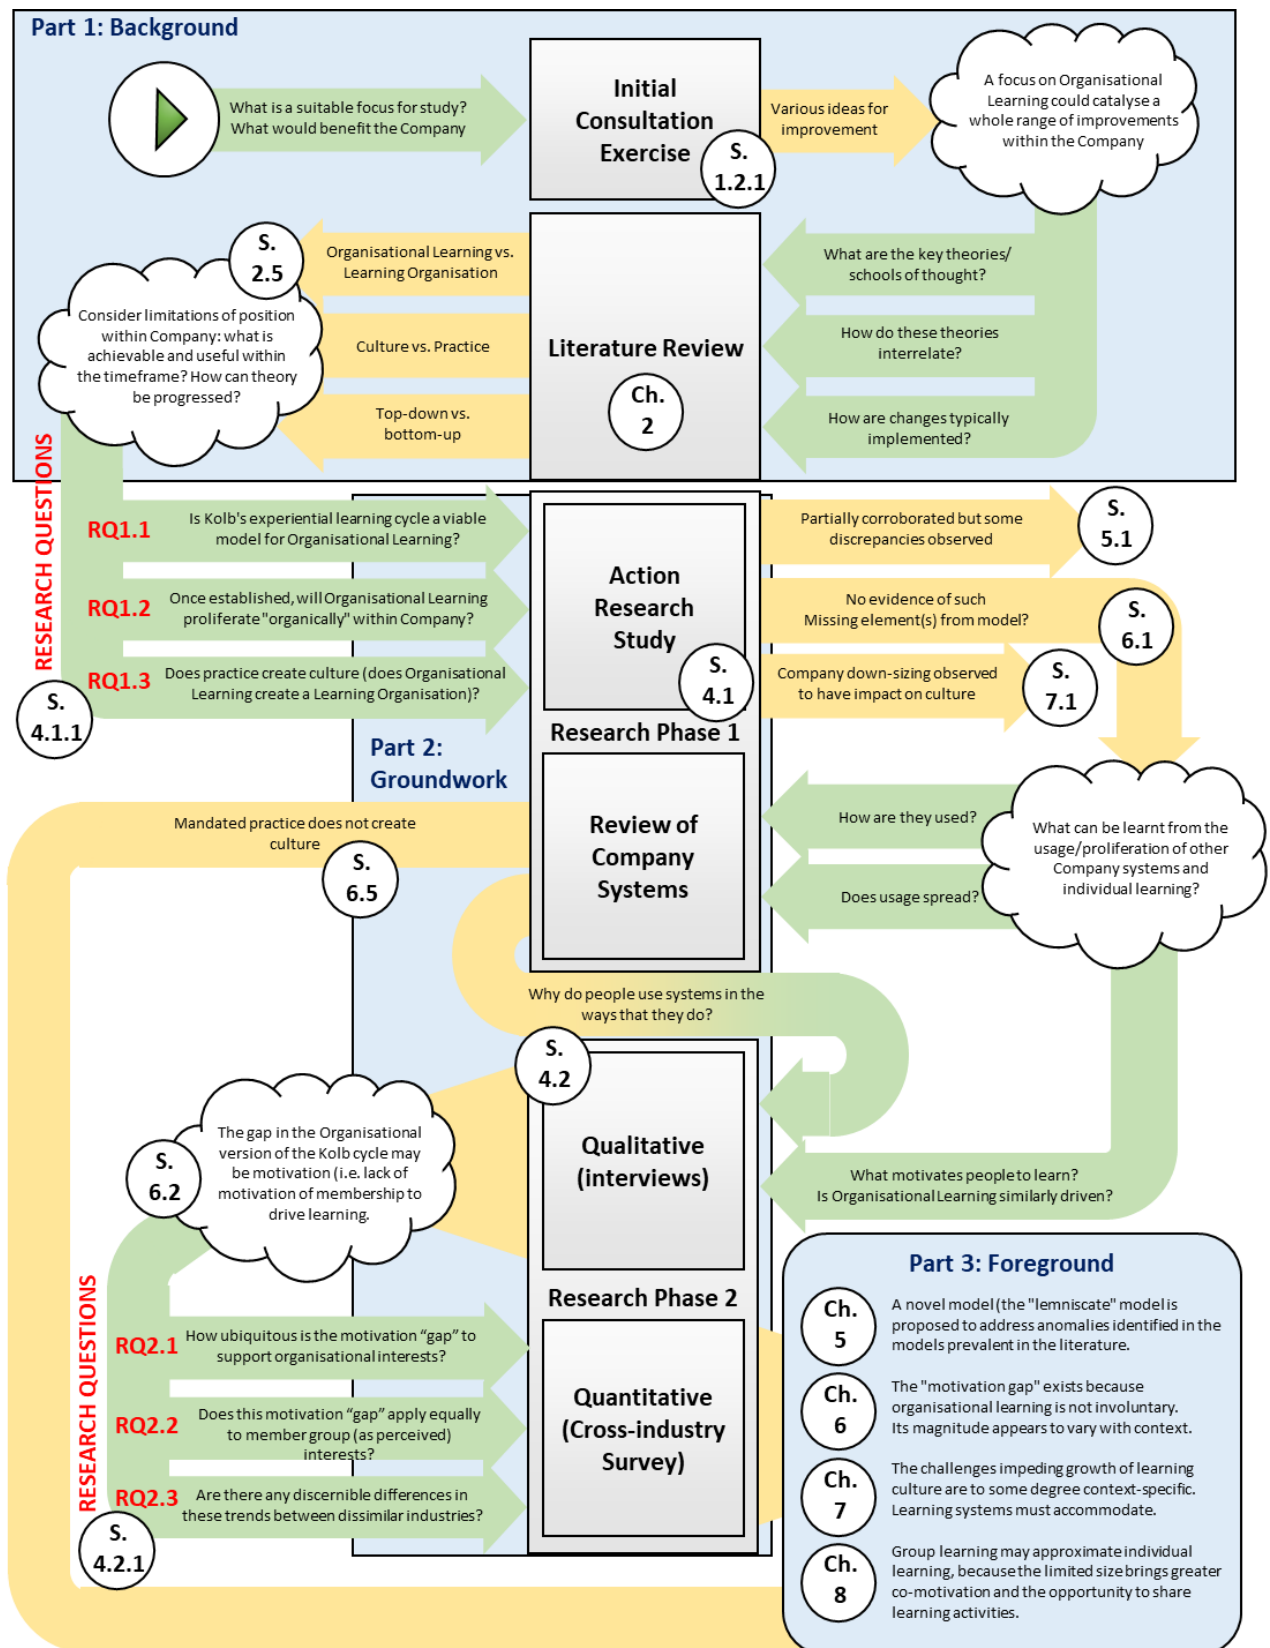 Part 1: Background
What is a suitable focus for study?
What would benefit the Company
Initial
Consultation
Exercise
S.
1.2.1
Various ideas for
improvement
A focus on Organisational
Learning could catalyse a
whole range of improvements
within the Company
S.
2.5
Organisational Learning vs.
Learning Organisation
What are the key theories/
schools of thought?
Consider limitations of position
within Company: what is
achievable and useful within
the timeframe? How can theory
be progressed?
Culture vs. Practice
Literature Review
Ch.
2
How do these theories
interrelate?
Top-down vs.
bottom-up
How are changes typically
implemented?
RESEARCH QUESTIONS
RQ1.1
Is Kolb's experiential learning cycle a viable
model for Organisational Learning?
RQ1.2
Once established, will Organisational Learning
proliferate "organically" within Company?
RQ1.3
Does practice create culture (does Organisational
Learning create a Learning Organisation)?
S.
4.1.1
Action
Research
Study
S.
4.1
Partially corroborated but some
discrepancies observed
S.
5.1
No evidence of such
Missing element(s) from model?
S.
6.1
Company down-sizing observed
to have impact on culture
S.
7.1
Research Phase 1
Part 2:
Groundwork
Mandated practice does not create
culture
S.
6.5
Review of
Company
Systems
How are they used?
Does usage spread?
What can be learnt from the
usage/proliferation of other
Company systems and
individual learning?
Why do people use systems in the
ways that they do?
S.
4.2
The gap in the Organisational
version of the Kolb cycle may
be motivation (i.e. lack of
motivation of membership to
drive learning.
S.
6.2
Qualitative
(interviews)
What motivates people to learn?
Is Organisational Learning similarly driven?
Research Phase 2
RESEARCH QUESTIONS
RQ2.1
How ubiquitous is the motivation “gap” to
support organisational interests?
RQ2.2
Does this motivation “gap” apply equally
to member group (as perceived)
interests?
RQ2.3
Are there any discernible differences in
these trends between dissimilar industries?
S.
4.2.1
Quantitative
(Cross-industry
Survey)
Part 3: Foreground
Ch.
5
A novel model (the "lemniscate" model is
proposed to address anomalies identified in the
models prevalent in the literature.
Ch.
6
The "motivation gap" exists because
organisational learning is not involuntary.
Its magnitude appears to vary with context.
Ch.
7
The challenges impeding growth of learning
culture are to some degree context-specific.
Learning systems must accommodate.
Ch.
8
Group learning may approximate individual
learning, because the limited size brings greater
co-motivation and the opportunity to share
learning activities.